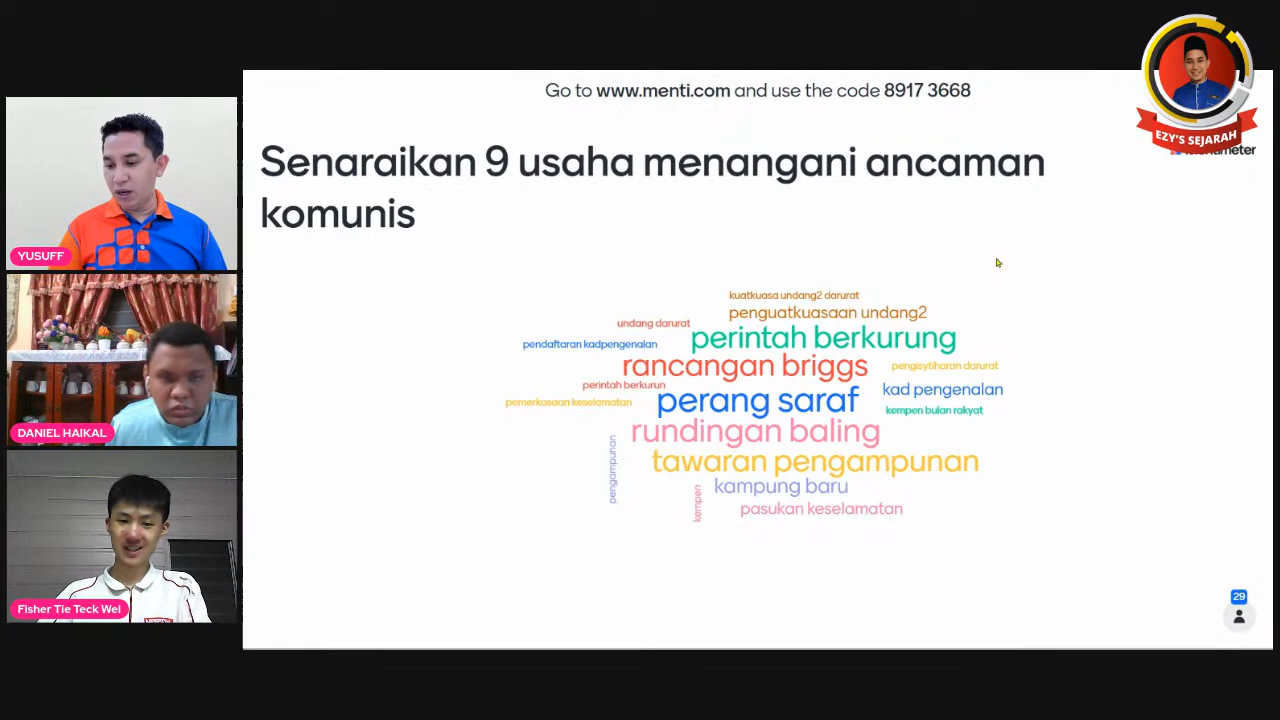 Go to www.menti.com and use the code 8917 3668
EZY'S SEJARAH
Senaraikan 9 usaha menangani ancaman
komunis
YUSUFF
DANIEL HAIKAL
Fisher Tie Teck Wei
kuatkuasa undang2 darurat
penguatkuasaan undang2
undang darurat
perintah berkurung
pendaftaran kadpengenalan
rancangan briggs
pengisytiharan darurat
perintah berkurun
kad pengenalan
pemerkasaan keselamatan
perang saraf
kempen bulan rakyat
rundingan baling
pengampunan
tawaran pengampunan
kampung baru
kempen
pasukan keselamatan
29